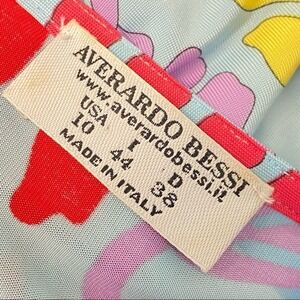 AVERARDO BESSI
www.averardobessi.it
USA I D
10 44 38
MADE IN ITALY